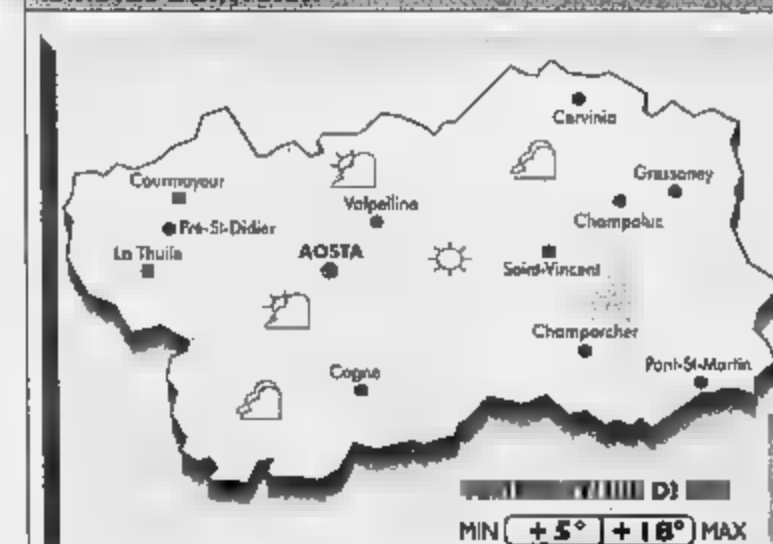 Cervinia
Courmayeur
Gressoney
Valpelline
Champoluc
Pré-St-Didier
La Thuile
AOSTA
Saint-Vincent
Champorcher
Cogne
Pont-St-Martin
DI
MIN +5° +18° MAX